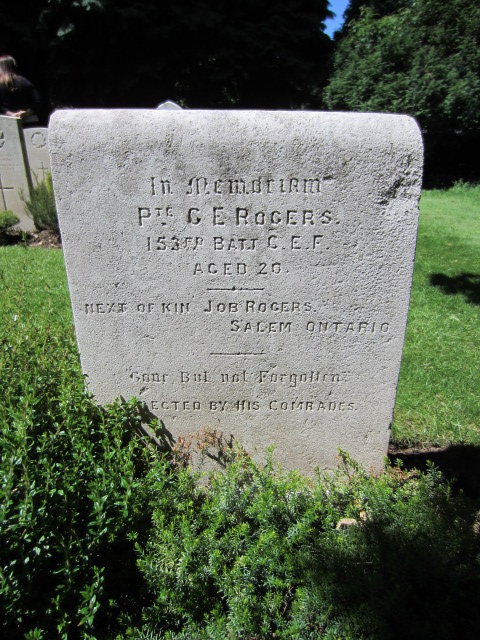 In Memoriam
PTE G E ROGERS.
153RD BATT C.E.F.
AGED 20.
NEXT OF KIN JOB ROGERS.
SALEM ONTARIO
"Gone But not Forgotten"
ECTED BY HIS COMRADES.